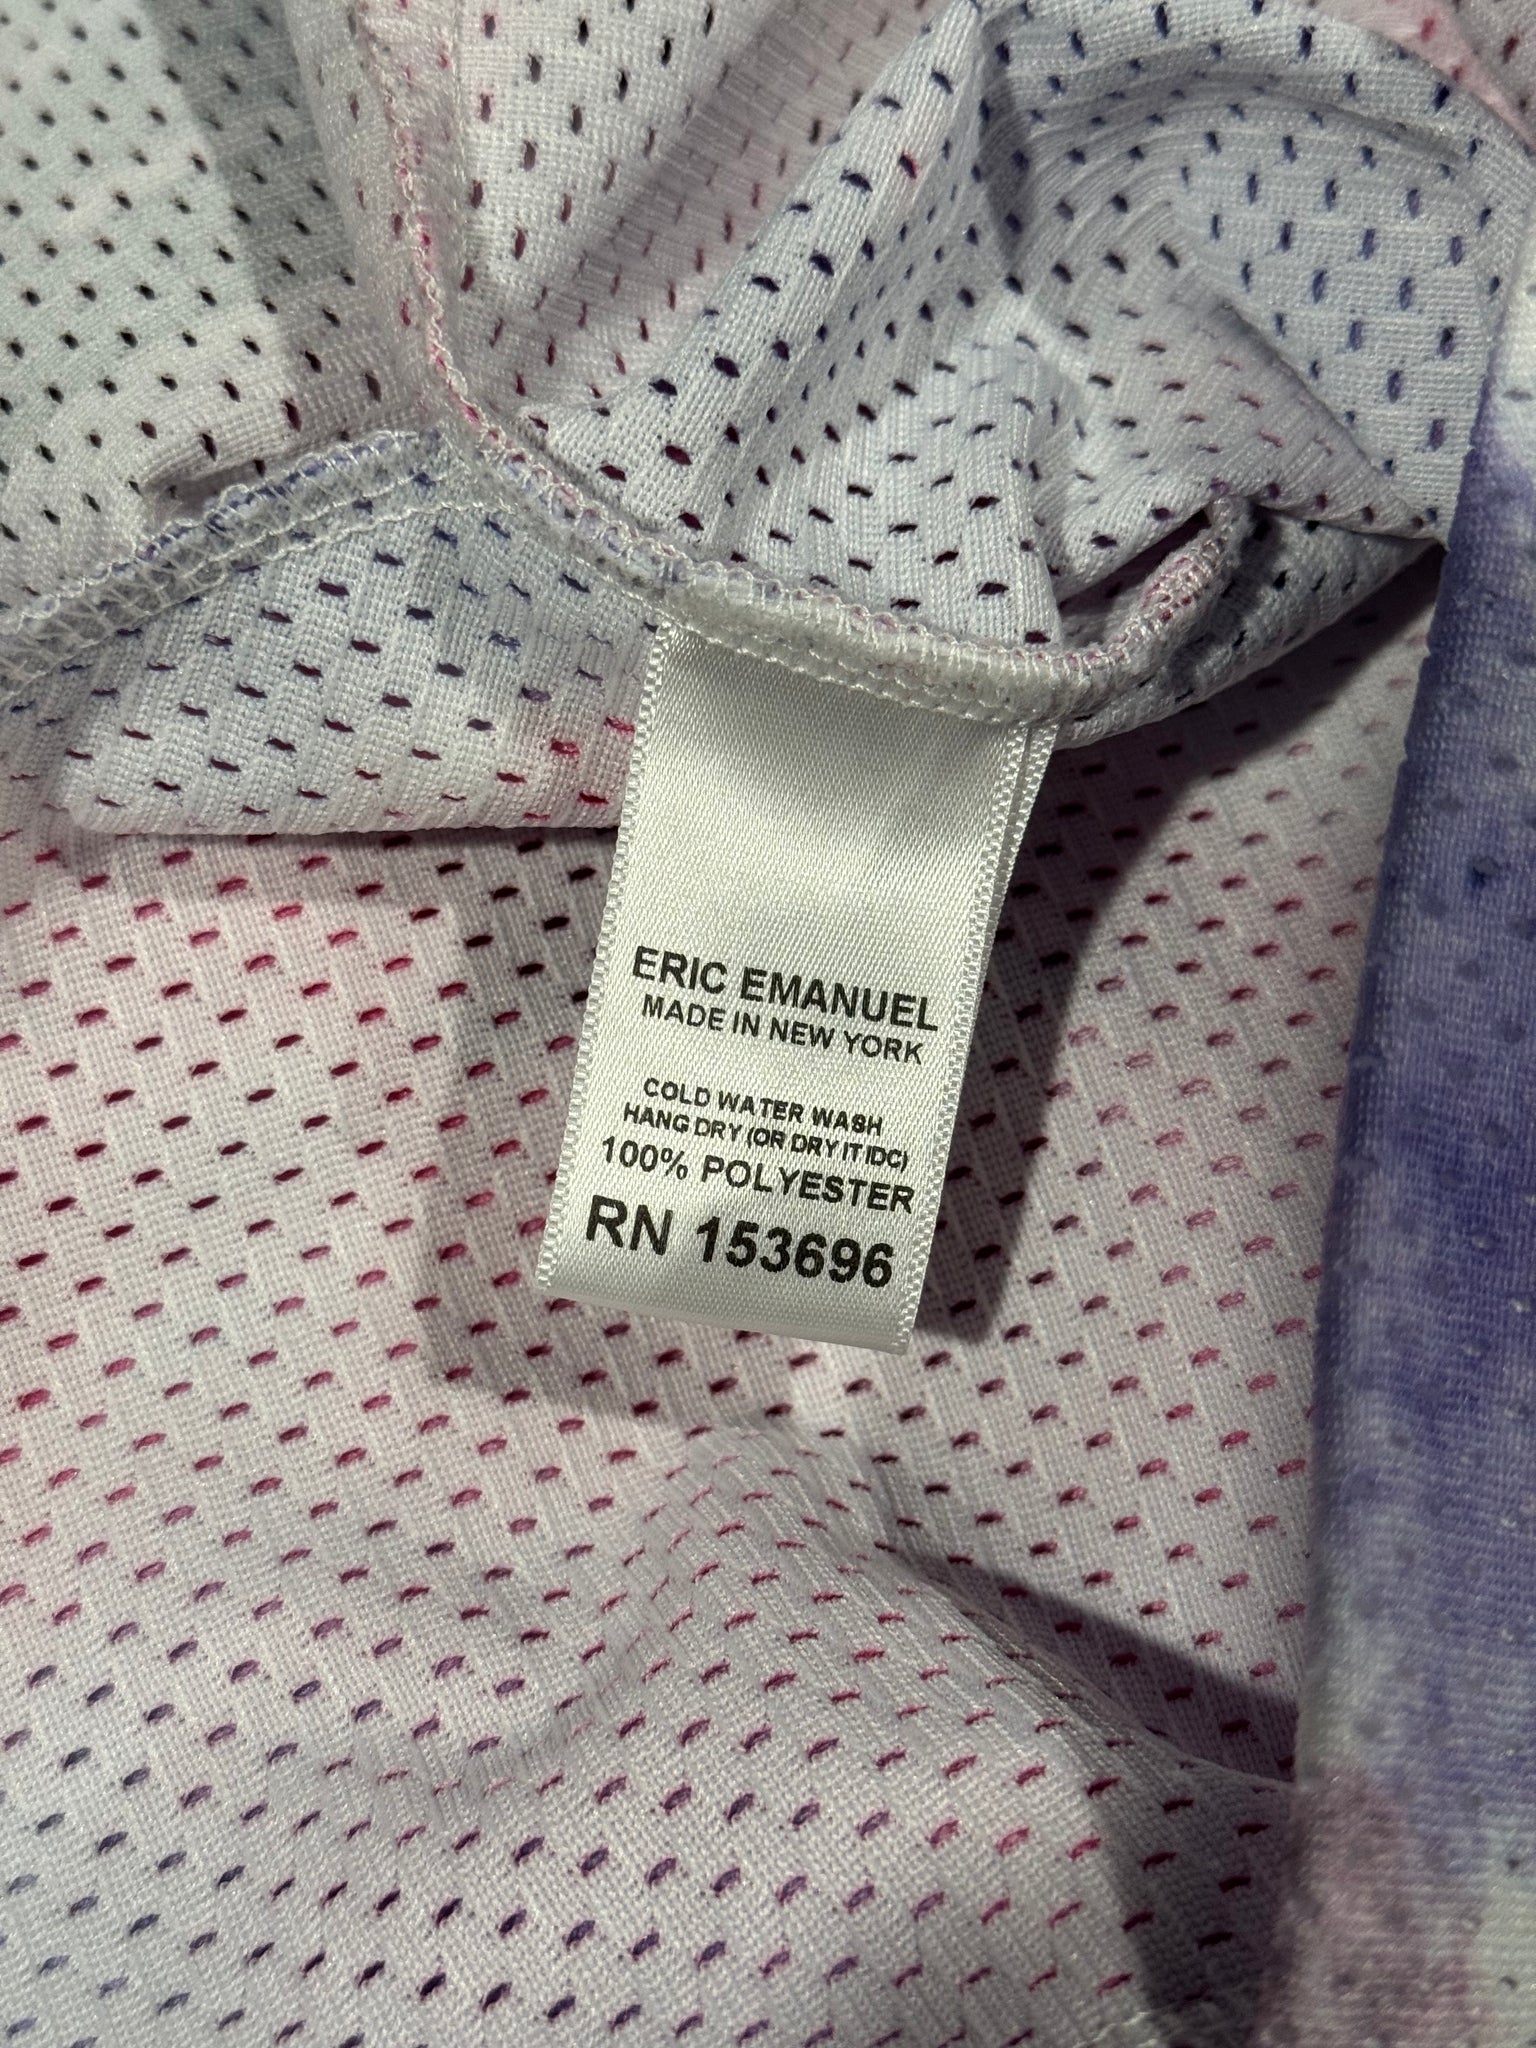 ERIC EMANUEL
MADE IN NEW YORK
COLD WATER WASH
HANG DRY (OR DRY IT IDC)
100% POLYESTER
RN 153696